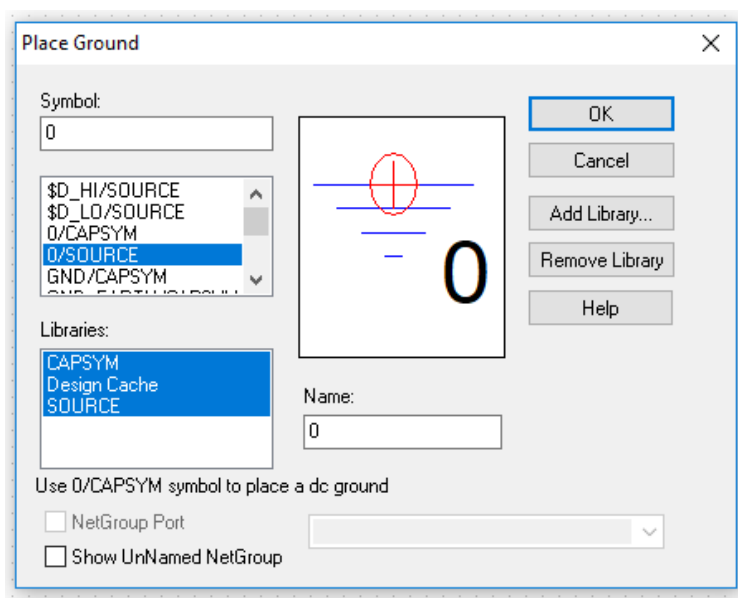 Place Ground
Symbol:
0
$D_HI/SOURCE
$D_LO/SOURCE
0/CAPSYM
0/SOURCE
GND/CAPSYM
0
OK
Cancel
Add Library...
Remove Library
Help
Libraries:
CAPSYM
Design Cache
SOURCE
Name:
0
Use 0/CAPSYM symbol to place a dc ground
NetGroup Port
Show UnNamed NetGroup